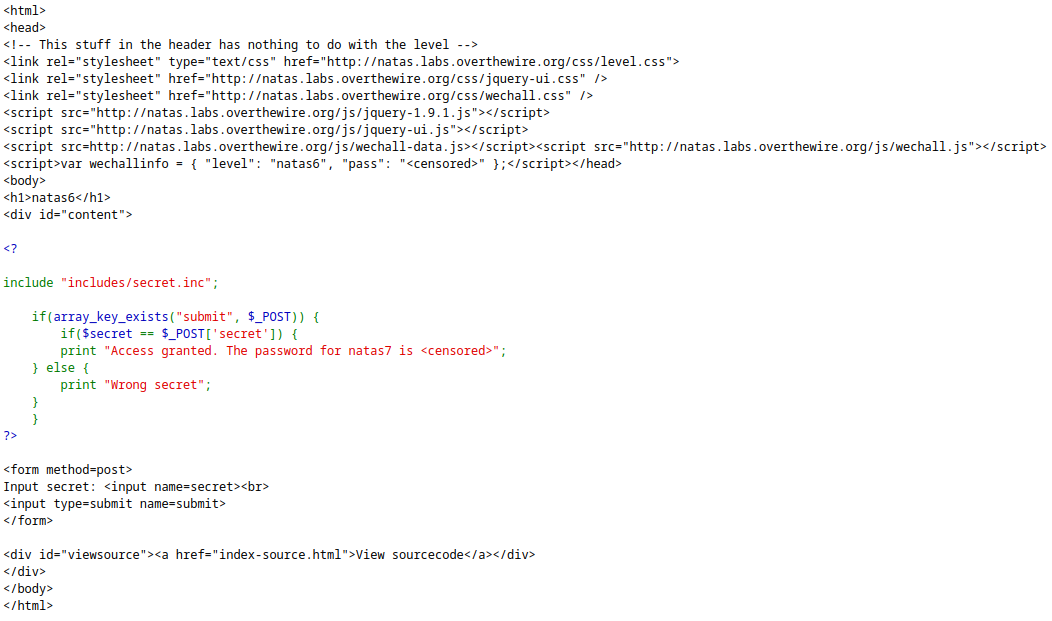 <html>
<head>
<!-- This stuff in the header has nothing to do with the level -->
<link rel="stylesheet" type="text/css" href="http://natas.labs.overthewire.org/css/level.css">
<link rel="stylesheet" href="http://natas.labs.overthewire.org/css/jquery-ui.css" />
<link rel="stylesheet" href="http://natas.labs.overthewire.org/css/wechall.css" />
<script src="http://natas.labs.overthewire.org/js/jquery-1.9.1.js"></script>
<script src="http://natas.labs.overthewire.org/js/jquery-ui.js"></script>
<script src=http://natas.labs.overthewire.org/js/wechall-data.js></script><script src="http://natas.labs.overthewire.org/js/wechall.js"></script>
<script>var wechallinfo = { "level": "natas6", "pass": "<censored>" };</script></head>
<body>
<h1>natas6</h1>
<div id="content">

<?

include "includes/secret.inc";

    if(array_key_exists("submit", $_POST)) {
        if($secret == $_POST['secret']) {
        print "Access granted. The password for natas7 is <censored>";
    } else {
        print "Wrong secret";
    }
    }
?>

<form method=post>
Input secret: <input name=secret><br>
<input type=submit name=submit>
</form>

<div id="viewsource"><a href="index-source.html">View sourcecode</a></div>
</div>
</body>
</html>